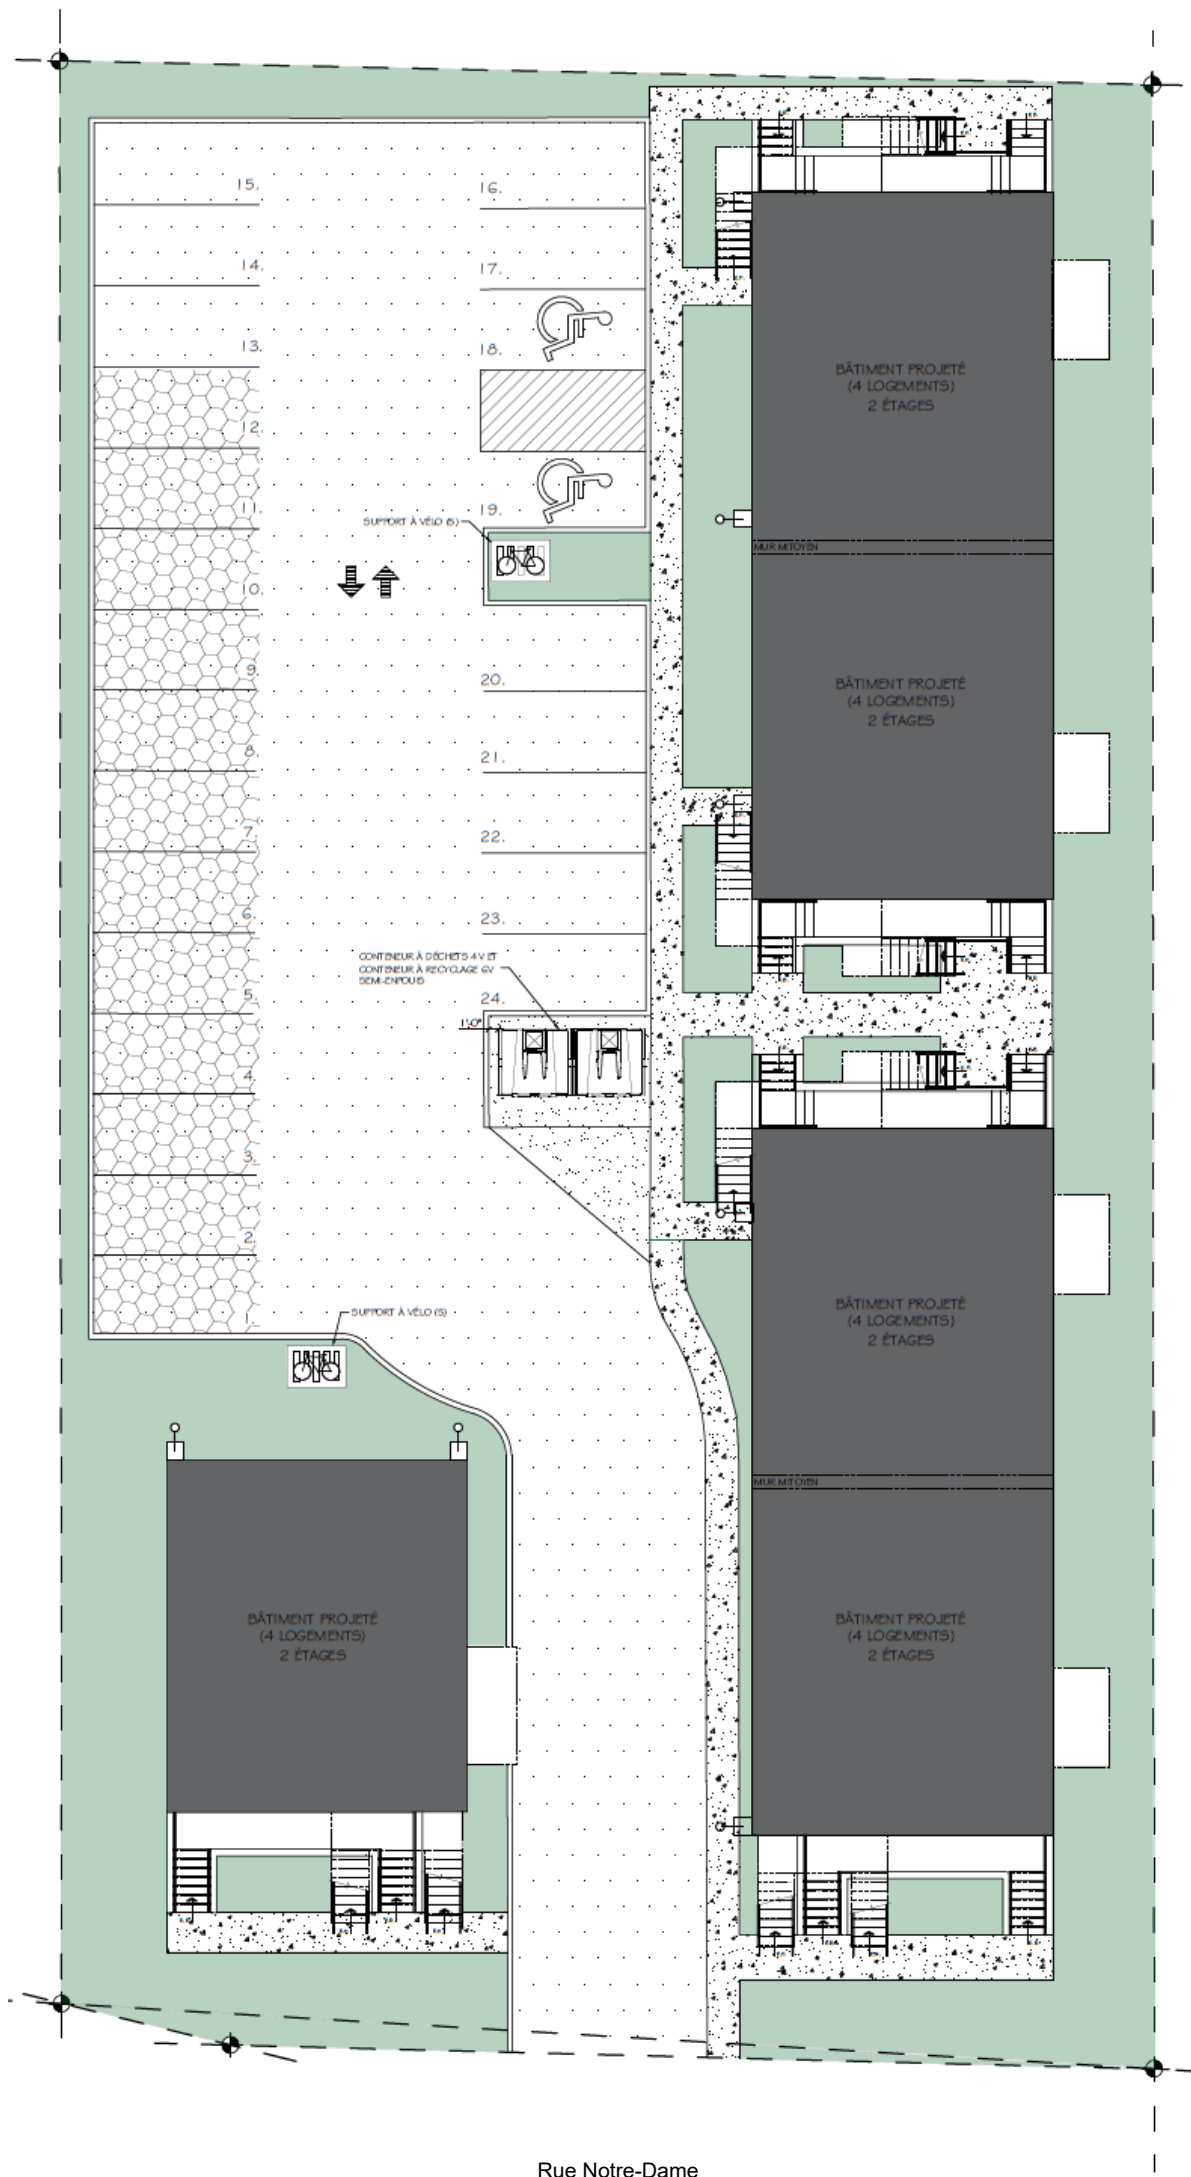 15.
16.
14.
17.
13.
18.
BÂTIMENT PROJETÉ
(4 LOGEMENTS)
2 ÉTAGES
12.
11.
19.
SUPPORT À VÉLO (5)
MUR MITOYEN
10.
9.
20.
BÂTIMENT PROJETÉ
(4 LOGEMENTS)
2 ÉTAGES
8.
21.
7.
22.
6.
23.
CONTENEUR À DÉCHETS 4V ET
CONTENEUR À RECYCLAGE 6V
SEMI-ENFOUIS
5.
24.
1'0"
4.
3.
2.
1.
SUPPORT À VÉLO (5)
BÂTIMENT PROJETÉ
(4 LOGEMENTS)
2 ÉTAGES
MUR MITOYEN
BÂTIMENT PROJETÉ
(4 LOGEMENTS)
2 ÉTAGES
BÂTIMENT PROJETÉ
(4 LOGEMENTS)
2 ÉTAGES
Rue Notre-Dame